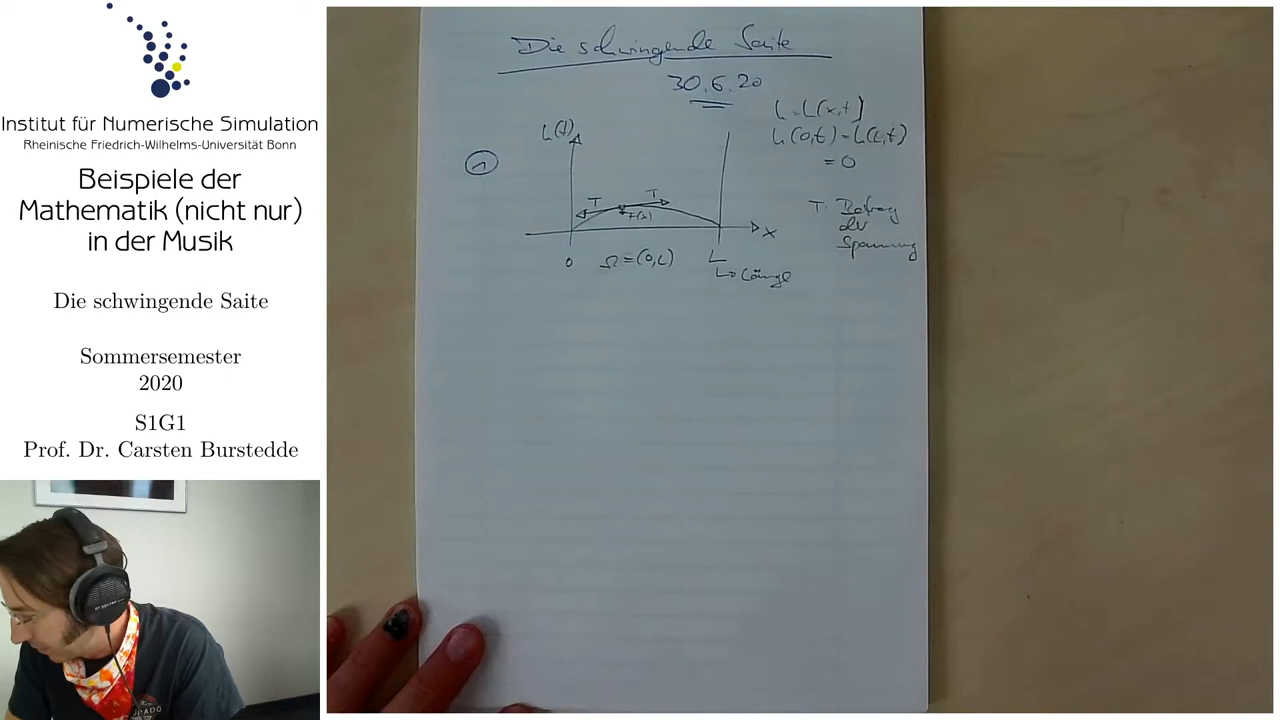 Institut für Numerische Simulation
Rheinische Friedrich-Wilhelms-Universität Bonn
Beispiele der
Mathematik (nicht nur)
in der Musik
Die schwingende Saite
Sommersemester
2020
S1G1
Prof. Dr. Carsten Burstedde
Die schwingende Saite
30.6.20
h = h(x,t)
h(0,t) = h(L,t)
= 0
①
h(t)
T
T
x
T: Betrag
der
Spannung
0
Ω = (0,L)
L
↳ Länge